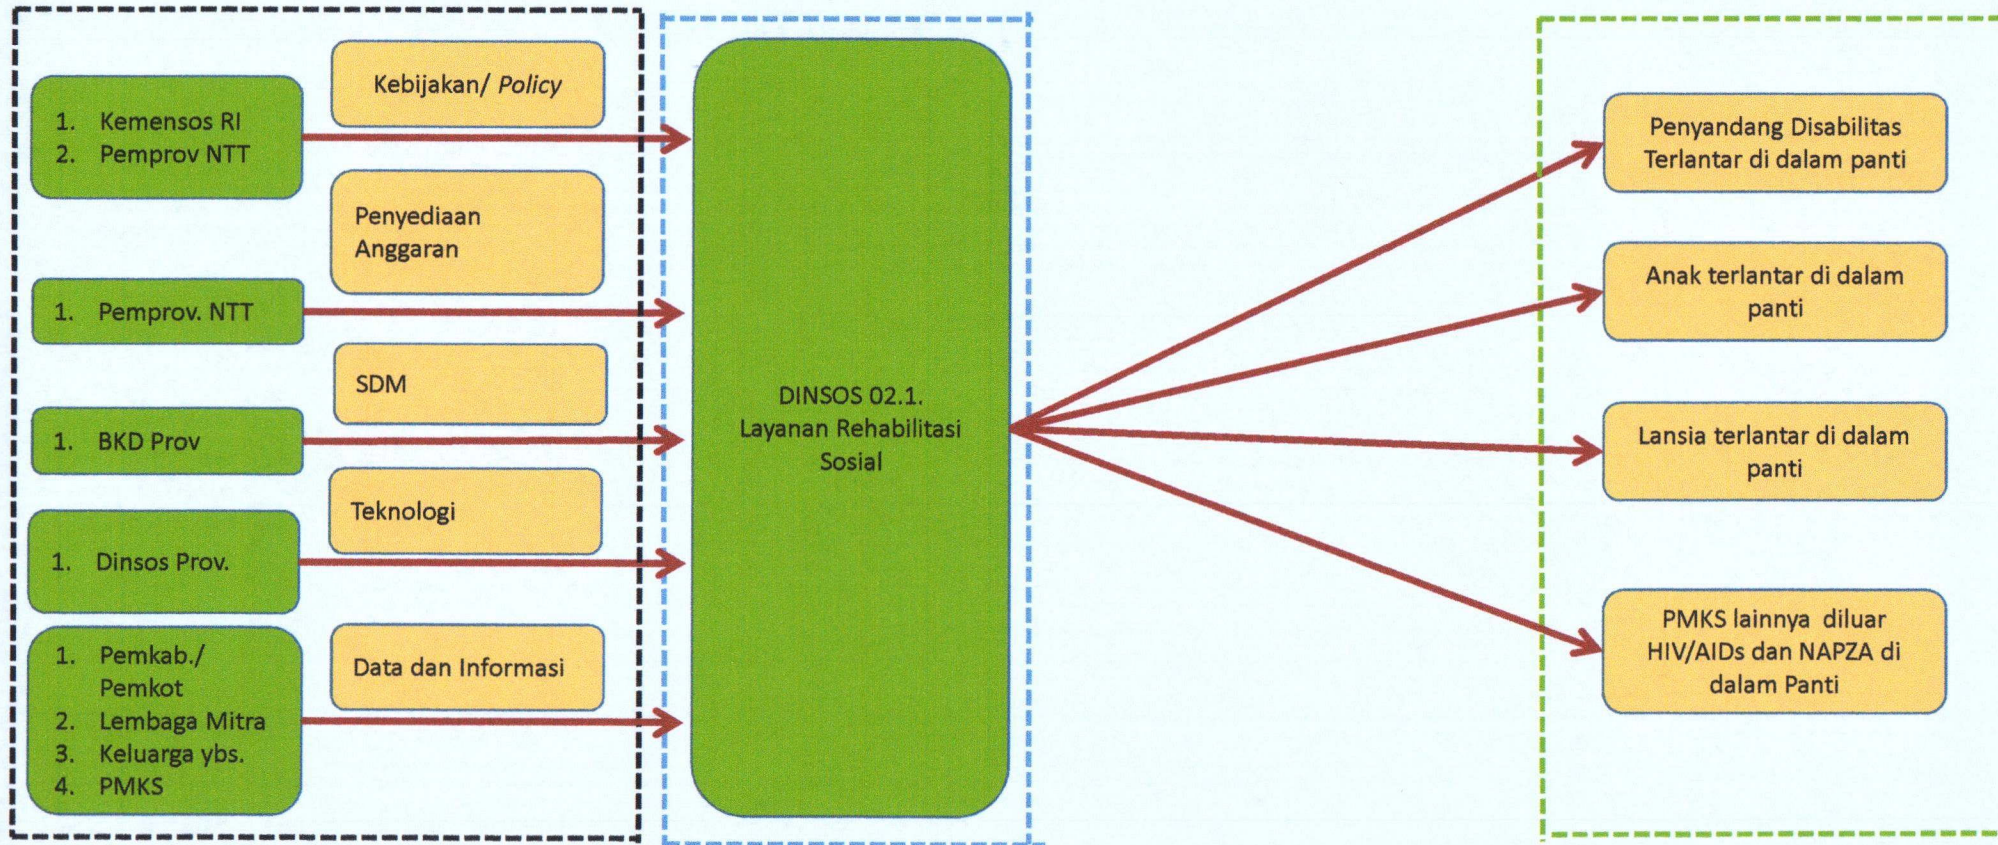 Kebijakan/ Policy
1. Kemensos RI
2. Pemprov NTT
Penyediaan
Anggaran
1. Pemprov. NTT
SDM
1. BKD Prov
Teknologi
1. Dinsos Prov.
Data dan Informasi
1. Pemkab./
Pemkot
2. Lembaga Mitra
3. Keluarga ybs.
4. PMKS
DINSOS 02.1.
Layanan Rehabilitasi
Sosial
Penyandang Disabilitas
Terlantar di dalam panti
Anak terlantar di dalam
panti
Lansia terlantar di dalam
panti
PMKS lainnya diluar
HIV/AIDs dan NAPZA di
dalam Panti